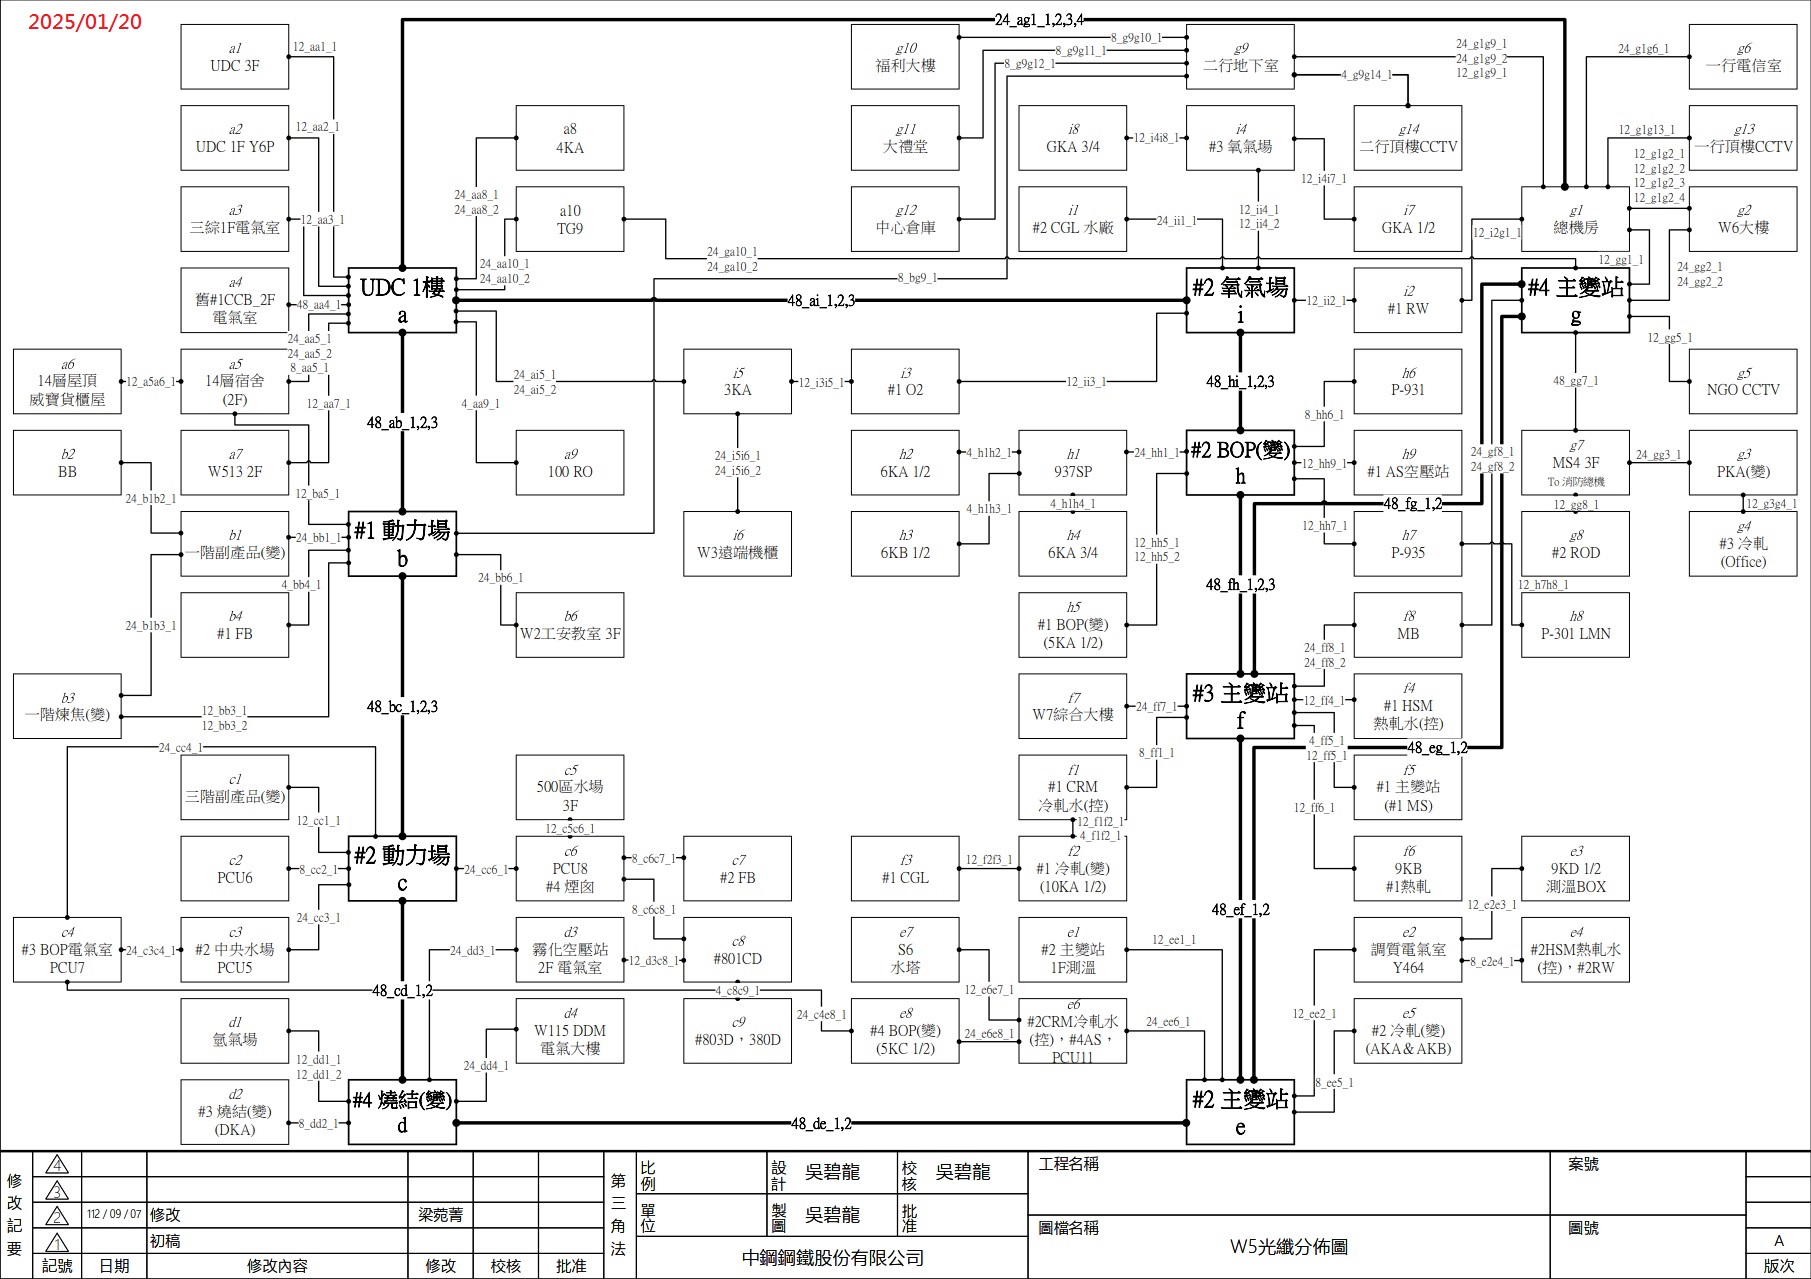 2025/01/20
24_ag1_1,2,3,4
a1
UDC 3F
12_aa1_1
g10
福利大樓
8_g9g10_1
8_g9g11_1
8_g9g12_1
g9
二行地下室
24_g1g9_1
24_g1g9_2
12_g1g9_1
4_g9g14_1
24_g1g6_1
g6
一行電信室
a2
UDC 1F Y6P
12_aa2_1
a8
4KA
g11
大禮堂
i8
GKA 3/4
12_i4i8_1
i4
#3 氧氣場
g14
二行頂樓CCTV
12_g1g13_1
g13
一行頂樓CCTV
12_g1g2_1
12_g1g2_2
12_g1g2_3
12_g1g2_4
a3
三綜1F電氣室
12_aa3_1
24_aa8_1
24_aa8_2
a10
TG9
g12
中心倉庫
i1
#2 CGL 水廠
24_ii1_1
12_ii4_1
12_ii4_2
12_i4i7_1
i7
GKA 1/2
12_i2g1_1
g1
總機房
g2
W6大樓
24_aa10_1
24_aa10_2
24_ga10_1
24_ga10_2
8_bg9_1
12_gg1_1
24_gg2_1
24_gg2_2
a4
舊#1CCB_2F
電氣室
48_aa4_1
UDC 1樓
a
48_ai_1,2,3
#2 氧氣場
i
12_ii2_1
i2
#1 RW
#4 主變站
g
24_aa5_1
24_aa5_2
8_aa5_1
12_gg5_1
a6
14層屋頂
威寶貨櫃屋
12_a5a6_1
a5
14層宿舍
(2F)
12_aa7_1
48_ab_1,2,3
4_aa9_1
24_ai5_1
24_ai5_2
i5
3KA
12_i3i5_1
i3
#1 O2
12_ii3_1
48_hi_1,2,3
h6
P-931
8_hh6_1
48_gg7_1
g5
NGO CCTV
b2
BB
a7
W513 2F
a9
100 RO
24_i5i6_1
24_i5i6_2
h2
6KA 1/2
4_h1h2_1
h1
937SP
24_hh1_1
#2 BOP(變)
h
12_hh9_1
h9
#1 AS空壓站
24_gf8_1
24_gf8_2
g7
MS4 3F
To 消防總機
24_gg3_1
g3
PKA(變)
24_b1b2_1
12_ba5_1
4_h1h3_1
4_h1h4_1
48_fg_1,2
12_gg8_1
12_g3g4_1
b1
一階副產品(變)
24_bb1_1
#1 動力場
b
i6
W3遠端機櫃
h3
6KB 1/2
h4
6KA 3/4
12_hh5_1
12_hh5_2
12_hh7_1
h7
P-935
g8
#2 ROD
g4
#3 冷軋
(Office)
4_bb4_1
24_bb6_1
48_fh_1,2,3
12_h7h8_1
24_b1b3_1
b4
#1 FB
b6
W2工安教室 3F
h5
#1 BOP(變)
(5KA 1/2)
f8
MB
h8
P-301 LMN
24_ff8_1
24_ff8_2
b3
一階煉焦(變)
12_bb3_1
12_bb3_2
48_bc_1,2,3
f7
W7綜合大樓
24_ff7_1
#3 主變站
f
12_ff4_1
f4
#1 HSM
熱軋水(控)
24_cc4_1
8_ff1_1
4_ff5_1
12_ff5_1
48_eg_1,2
c1
三階副產品(變)
12_cc1_1
c5
500區水場
3F
f1
#1 CRM
冷軋水(控)
12_ff6_1
f5
#1 主變站
(#1 MS)
12_c5c6_1
12_f1f2_1
4_f1f2_1
c2
PCU6
8_cc2_1
#2 動力場
c
24_cc6_1
c6
PCU8
#4 煙囪
8_c6c7_1
c7
#2 FB
f3
#1 CGL
12_f2f3_1
f2
#1 冷軋(變)
(10KA 1/2)
f6
9KB
#1熱軋
e3
9KD 1/2
測溫BOX
24_cc3_1
8_c6c8_1
48_ef_1,2
12_e2e3_1
c4
#3 BOP電氣室
PCU7
24_c3c4_1
c3
#2 中央水場
PCU5
24_dd3_1
d3
霧化空壓站
2F 電氣室
12_d3c8_1
c8
#801CD
e7
S6
水塔
e1
#2 主變站
1F測溫
12_ee1_1
e2
調質電氣室
Y464
8_e2e4_1
e4
#2HSM熱軋水
(控)，#2RW
48_cd_1,2
4_c8c9_1
12_e6e7_1
d1
氫氣場
12_dd1_1
12_dd1_2
24_dd4_1
d4
W115 DDM
電氣大樓
c9
#803D，380D
24_c4e8_1
e8
#4 BOP(變)
(5KC 1/2)
24_e6e8_1
e6
#2CRM冷軋水
(控)，#4AS，
PCU11
24_ee6_1
12_ee2_1
e5
#2 冷軋(變)
(AKA＆AKB)
8_ee5_1
d2
#3 燒結(變)
(DKA)
8_dd2_1
#4 燒結(變)
d
48_de_1,2
#2 主變站
e
修改記要
4
3
2
112 / 09 / 07
修改
梁菀菁
1
初稿
記號
日期
修改內容
修改
校核
批准
第三角法
比例
單位
設計
吳碧龍
校核
吳碧龍
製圖
吳碧龍
批准
中鋼鋼鐵股份有限公司
工程名稱
案號
圖檔名稱
W5光纖分佈圖
圖號
A
版次